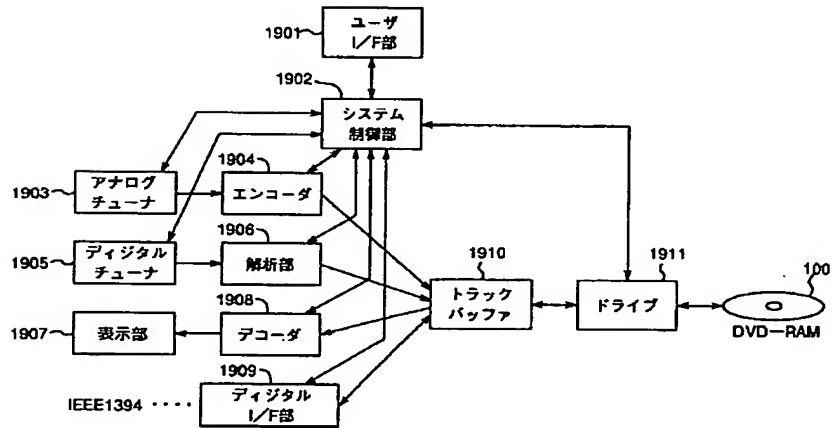 1901
ユーザ
I/F部
1902
システム
制御部
1903
アナログ
チューナ
1904
エンコーダ
1905
ディジタル
チューナ
1906
解析部
1907
表示部
1908
デコーダ
1909
ディジタル
I/F部
IEEE1394 ・・・・
1910
トラック
バッファ
1911
ドライブ
100
DVD-RAM